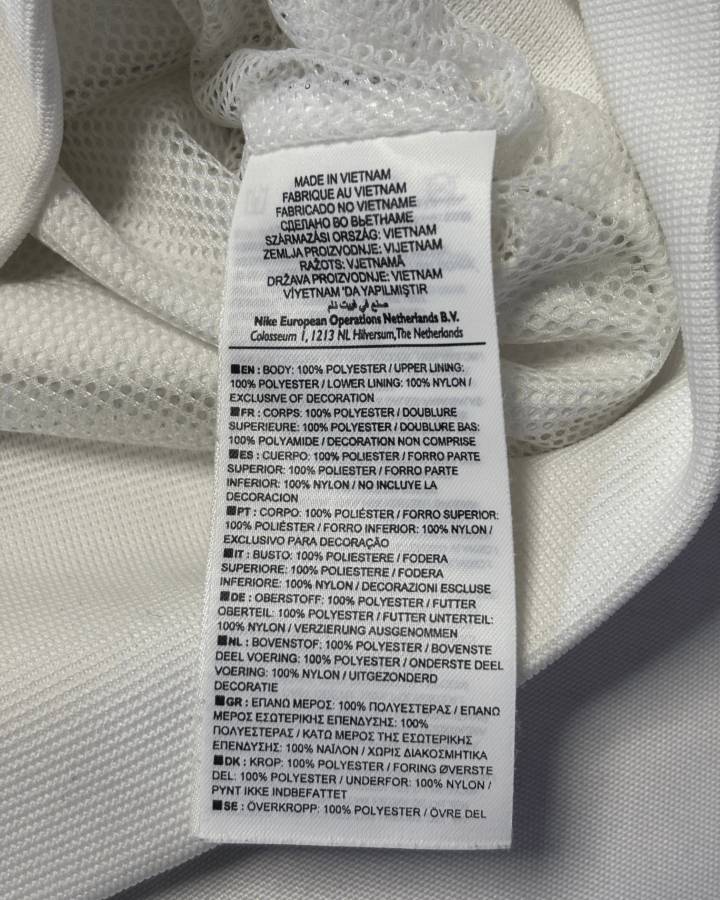 MADE IN VIETNAM
FABRIQUE AU VIETNAM
FABRICADO NO VIETNAME
СДЕЛАНО ВО ВЬЕТНАМЕ
SZÁRMAZÁSI ORSZÁG: VIETNAM
ZEMLJA PROIZVODNJE: VIJETNAM
RAŽOTS: VJETNAMĀ
DRŽAVA PROIZVODNJE: VIETNAM
VİYETNAM 'DA YAPILMIŞTIR
صنع في فييت نام
Nike European Operations Netherlands B.V.
Colosseum 1, 1213 NL Hilversum, The Netherlands
EN : BODY: 100% POLYESTER / UPPER LINING:
100% POLYESTER / LOWER LINING: 100% NYLON /
EXCLUSIVE OF DECORATION
FR : CORPS: 100% POLYESTER / DOUBLURE
SUPERIEURE: 100% POLYESTER / DOUBLURE BAS:
100% POLYAMIDE / DECORATION NON COMPRISE
ES : CUERPO: 100% POLIESTER / FORRO PARTE
SUPERIOR: 100% POLIESTER / FORRO PARTE
INFERIOR: 100% NYLON / NO INCLUYE LA
DECORACION
PT : CORPO: 100% POLIÉSTER / FORRO SUPERIOR:
100% POLIÉSTER / FORRO INFERIOR: 100% NYLON /
EXCLUSIVO PARA DECORAÇÃO
IT : BUSTO: 100% POLIESTERE / FODERA
SUPERIORE: 100% POLIESTERE / FODERA
INFERIORE: 100% NYLON / DECORAZIONI ESCLUSE
DE : OBERSTOFF: 100% POLYESTER / FUTTER
OBERTEIL: 100% POLYESTER / FUTTER UNTERTEIL:
100% NYLON / VERZIERUNG AUSGENOMMEN
NL : BOVENSTOF: 100% POLYESTER / BOVENSTE
DEEL VOERING: 100% POLYESTER / ONDERSTE DEEL
VOERING: 100% NYLON / UITGEZONDERD
DECORATIE
GR : ΕΠΑΝΩ ΜΕΡΟΣ: 100% ΠΟΛΥΕΣΤΕΡΑΣ / ΕΠΑΝΩ
ΜΕΡΟΣ ΕΣΩΤΕΡΙΚΗΣ ΕΠΕΝΔΥΣΗΣ: 100%
ΠΟΛΥΕΣΤΕΡΑΣ / ΚΑΤΩ ΜΕΡΟΣ ΤΗΣ ΕΣΩΤΕΡΙΚΗΣ
ΕΠΕΝΔΥΣΗΣ: 100% ΝΑΪΛΟΝ / ΧΩΡΙΣ ΔΙΑΚΟΣΜΗΤΙΚΑ
DK : KROP: 100% POLYESTER / FORING ØVERSTE
DEL: 100% POLYESTER / UNDERFOR: 100% NYLON /
PYNT IKKE INDBEFATTET
SE : ÖVERKROPP: 100% POLYESTER / ÖVRE DEL